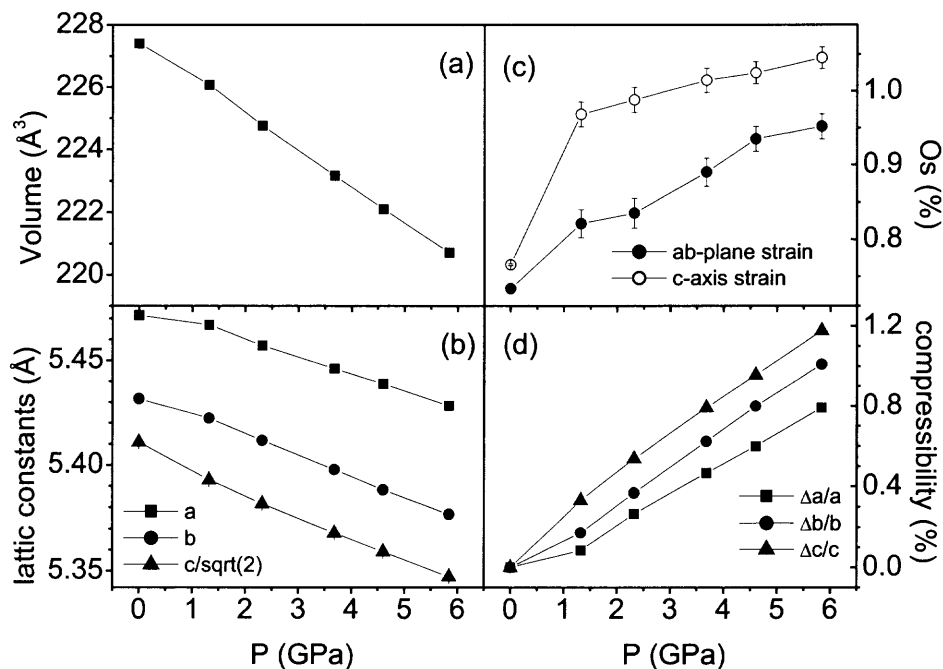 228
226
224
222
220
Volume (Å³)
(a)
(c)
1.0
0.9
0.8
Os (%)
ab-plane strain
c-axis strain
5.45
5.40
5.35
lattic constants (Å)
(b)
a
b
c/sqrt(2)
(d)
1.2
0.8
0.4
0.0
compressibility (%)
Δa/a
Δb/b
Δc/c
0 1 2 3 4 5 6
0 1 2 3 4 5 6
P (GPa)
P (GPa)